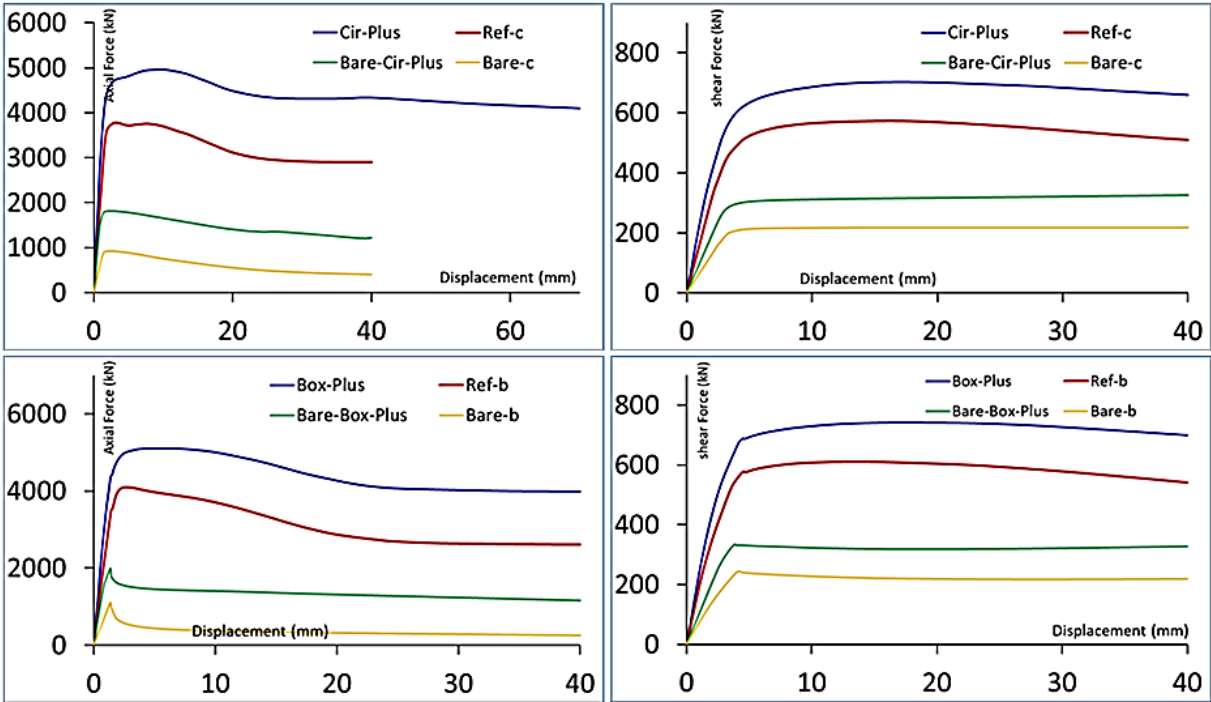 6000
5000
4000
3000
2000
1000
0
Axial Force (kN)
Cir-Plus
Ref-c
Bare-Cir-Plus
Bare-c
Displacement (mm)
0 20 40 60
800
600
400
200
0
shear Force (kN)
Cir-Plus
Ref-c
Bare-Cir-Plus
Bare-c
Displacement (mm)
0 10 20 30 40
6000
4000
2000
0
Axial Force (kN)
Box-Plus
Ref-b
Bare-Box-Plus
Bare-b
Displacement (mm)
0 10 20 30 40
800
600
400
200
0
shear Force (kN)
Box-Plus
Ref-b
Bare-Box-Plus
Bare-b
Displacement (mm)
0 10 20 30 40